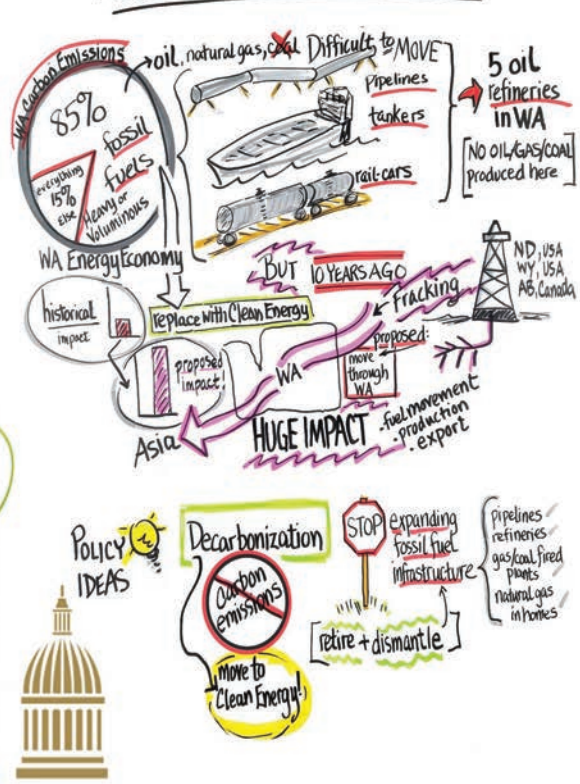 WA Carbon Emissions
85%
fossil
fuels
Heavy or
Voluminous
everything
15%
Else
WA Energy Economy
oil, natural gas, coal Difficult to MOVE
Pipelines
tankers
rail-cars
5 oil
refineries
in WA
[NO OIL/GAS/COAL
produced here]
BUT 10 YEARS AGO
Fracking
ND, USA
WY, USA
AB, Canada
historical
impact
replace with Clean Energy
proposed
impact!
WA
proposed:
move
through
WA
Asia
HUGE IMPACT
. fuel movement
. production
. export
POLICY
IDEAS
Decarbonization
Carbon
emissions
move to
Clean Energy!
STOP
expanding
fossil fuel
infrastructure
[retire + dismantle]
pipelines
refineries
gas/coal fired
plants
natural gas
in homes